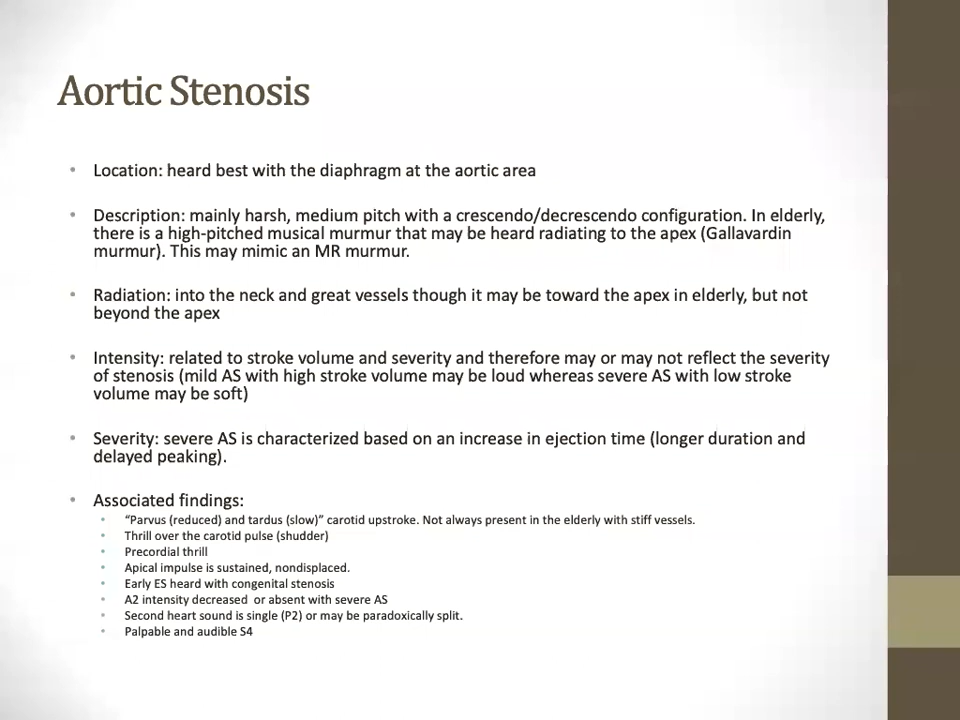 Aortic Stenosis
• Location: heard best with the diaphragm at the aortic area
• Description: mainly harsh, medium pitch with a crescendo/decrescendo configuration. In elderly,
there is a high-pitched musical murmur that may be heard radiating to the apex (Gallavardin
murmur). This may mimic an MR murmur.
• Radiation: into the neck and great vessels though it may be toward the apex in elderly, but not
beyond the apex
• Intensity: related to stroke volume and severity and therefore may or may not reflect the severity
of stenosis (mild AS with high stroke volume may be loud whereas severe AS with low stroke
volume may be soft)
• Severity: severe AS is characterized based on an increase in ejection time (longer duration and
delayed peaking).
• Associated findings:
• “Parvus (reduced) and tardus (slow)” carotid upstroke. Not always present in the elderly with stiff vessels.
• Thrill over the carotid pulse (shudder)
• Precordial thrill
• Apical impulse is sustained, nondisplaced.
• Early ES heard with congenital stenosis
• A2 intensity decreased or absent with severe AS
• Second heart sound is single (P2) or may be paradoxically split.
• Palpable and audible S4